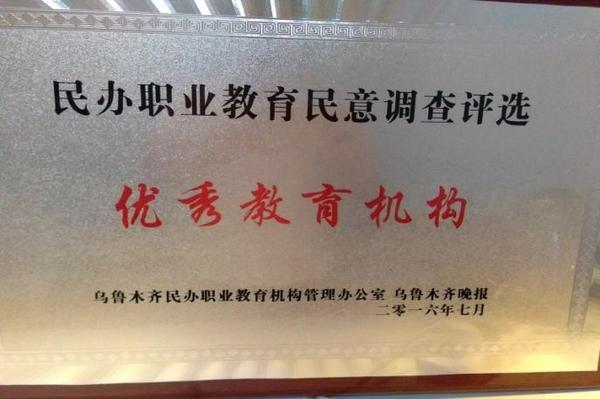 民办职业教育民意调查评选
优秀教育机构
乌鲁木齐民办职业教育机构管理办公室 乌鲁木齐晚报
二零一六年七月